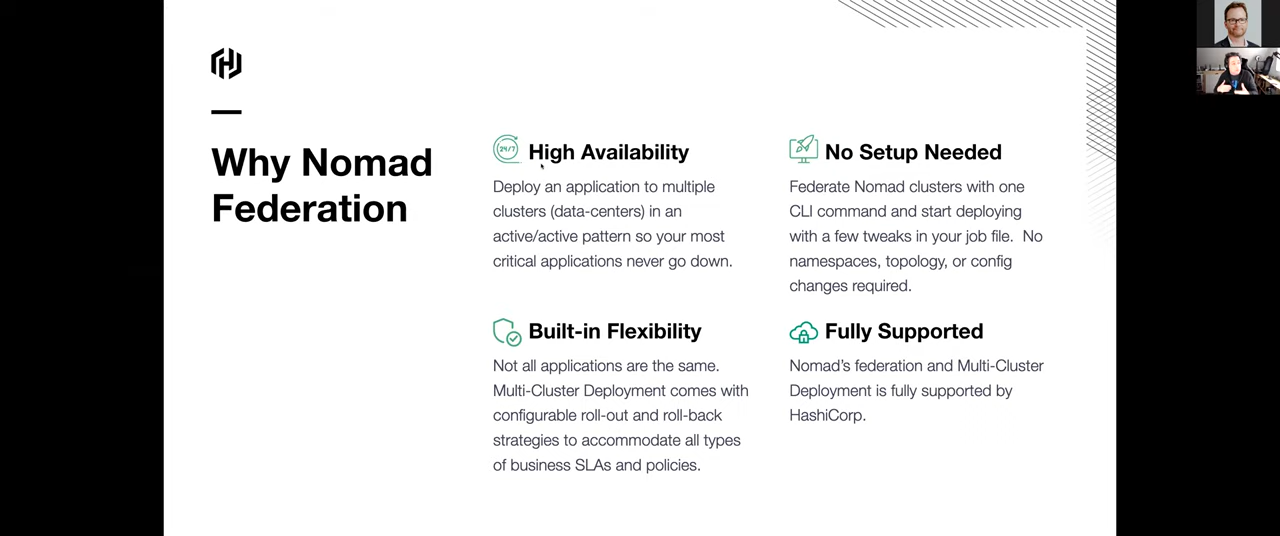 Why Nomad
Federation
24/7
High Availability
Deploy an application to multiple
clusters (data-centers) in an
active/active pattern so your most
critical applications never go down.
No Setup Needed
Federate Nomad clusters with one
CLI command and start deploying
with a few tweaks in your job file.  No
namespaces, topology, or config
changes required.
Built-in Flexibility
Not all applications are the same.
Multi-Cluster Deployment comes with
configurable roll-out and roll-back
strategies to accommodate all types
of business SLAs and policies.
Fully Supported
Nomad’s federation and Multi-Cluster
Deployment is fully supported by
HashiCorp.